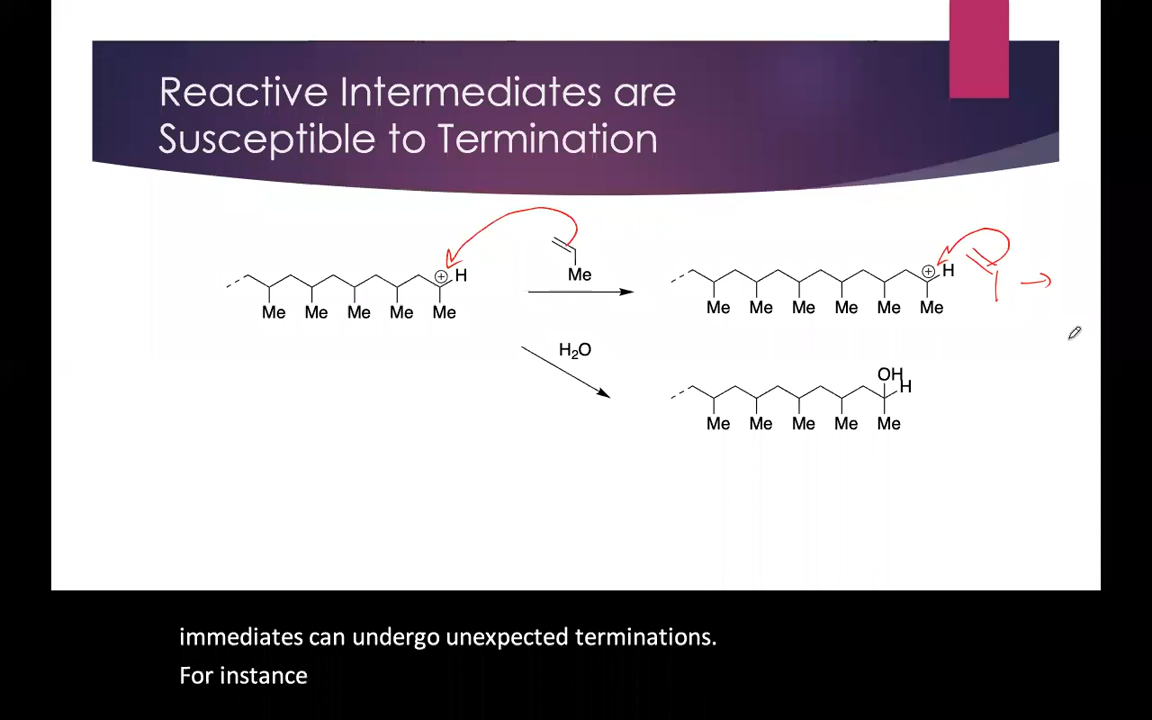 Reactive Intermediates are
Susceptible to Termination
H
Me
Me Me Me Me Me
H
Me Me Me Me Me Me
H₂O
OH
H
Me Me Me Me Me
immediates can undergo unexpected terminations.
For instance